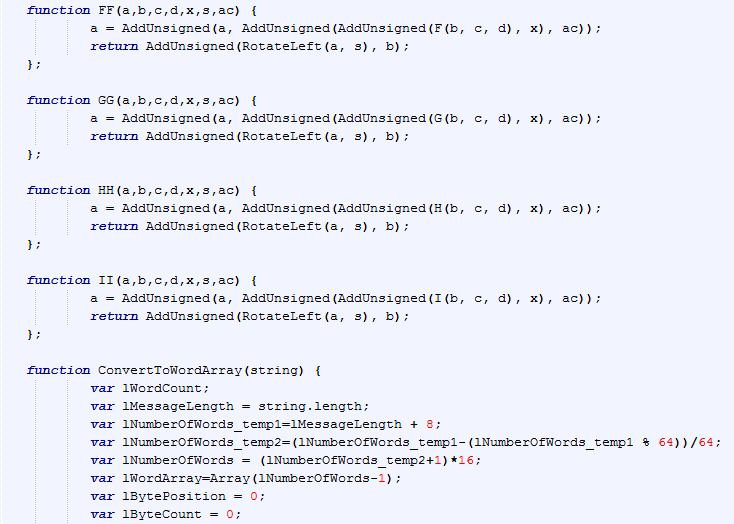 function FF(a,b,c,d,x,s,ac) {
a = AddUnsigned(a, AddUnsigned(AddUnsigned(F(b, c, d), x), ac));
return AddUnsigned(RotateLeft(a, s), b);
};
function GG(a,b,c,d,x,s,ac) {
a = AddUnsigned(a, AddUnsigned(AddUnsigned(G(b, c, d), x), ac));
return AddUnsigned(RotateLeft(a, s), b);
};
function HH(a,b,c,d,x,s,ac) {
a = AddUnsigned(a, AddUnsigned(AddUnsigned(H(b, c, d), x), ac));
return AddUnsigned(RotateLeft(a, s), b);
};
function II(a,b,c,d,x,s,ac) {
a = AddUnsigned(a, AddUnsigned(AddUnsigned(I(b, c, d), x), ac));
return AddUnsigned(RotateLeft(a, s), b);
};
function ConvertToWordArray(string) {
var lWordCount;
var lMessageLength = string.length;
var lNumberOfWords_temp1=lMessageLength + 8;
var lNumberOfWords_temp2=(lNumberOfWords_temp1-(lNumberOfWords_temp1 % 64))/64;
var lNumberOfWords = (lNumberOfWords_temp2+1)*16;
var lWordArray=Array(lNumberOfWords-1);
var lBytePosition = 0;
var lByteCount = 0;